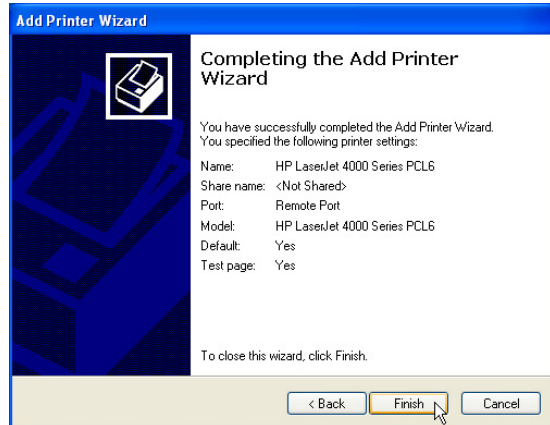 Add Printer Wizard
Completing the Add Printer
Wizard
You have successfully completed the Add Printer Wizard.
You specified the following printer settings:
Name: HP LaserJet 4000 Series PCL6
Share name: <Not Shared>
Port: Remote Port
Model: HP LaserJet 4000 Series PCL6
Default: Yes
Test page: Yes
To close this wizard, click Finish.
< Back Finish Cancel